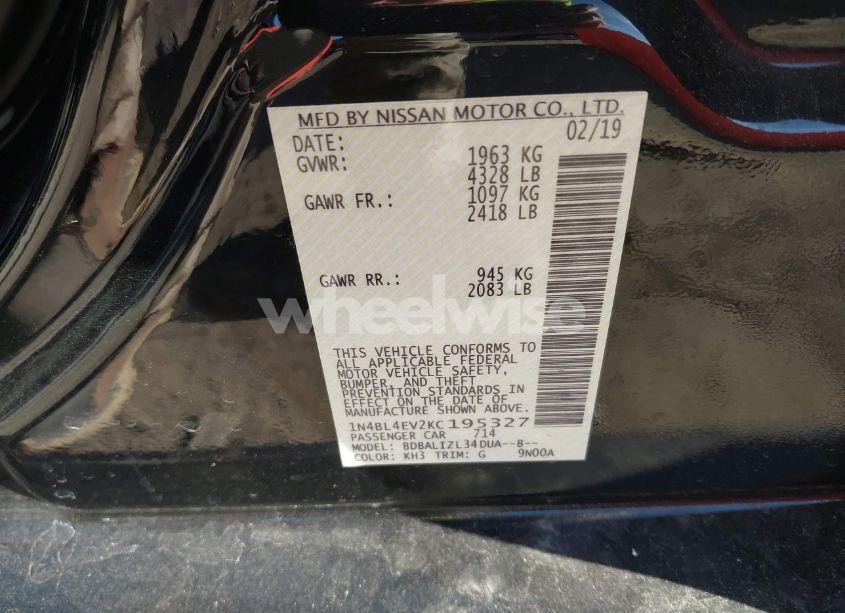 MFD BY NISSAN MOTOR CO., LTD.
DATE: 02/19
GVWR: 1963 KG
4328 LB
GAWR FR.: 1097 KG
2418 LB
GAWR RR.: 945 KG
2083 LB
wheelwise
THIS VEHICLE CONFORMS TO
ALL APPLICABLE FEDERAL
MOTOR VEHICLE SAFETY,
BUMPER, AND THEFT
PREVENTION STANDARDS IN
EFFECT ON THE DATE OF
MANUFACTURE SHOWN ABOVE.
1N4BL4EV2KC195327
PASSENGER CAR 714
MODEL: BDBALIZL34DUA--B--
COLOR: KH3 TRIM: G 9N00A